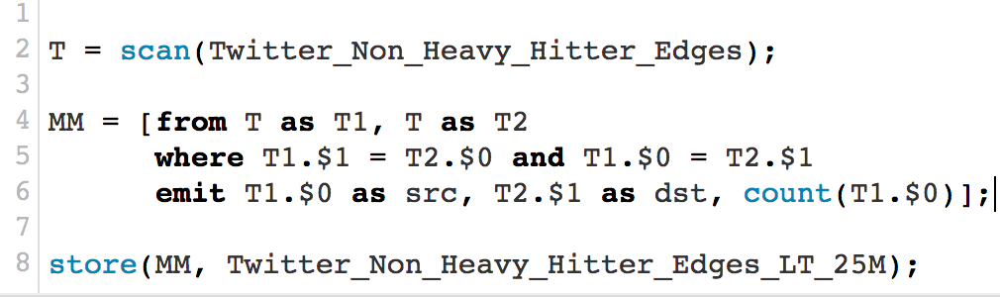 1
2 T = scan(Twitter_Non_Heavy_Hitter_Edges);
3
4 MM = [from T as T1, T as T2
5 where T1.$1 = T2.$0 and T1.$0 = T2.$1
6 emit T1.$0 as src, T2.$1 as dst, count(T1.$0)];
7
8 store(MM, Twitter_Non_Heavy_Hitter_Edges_LT_25M);